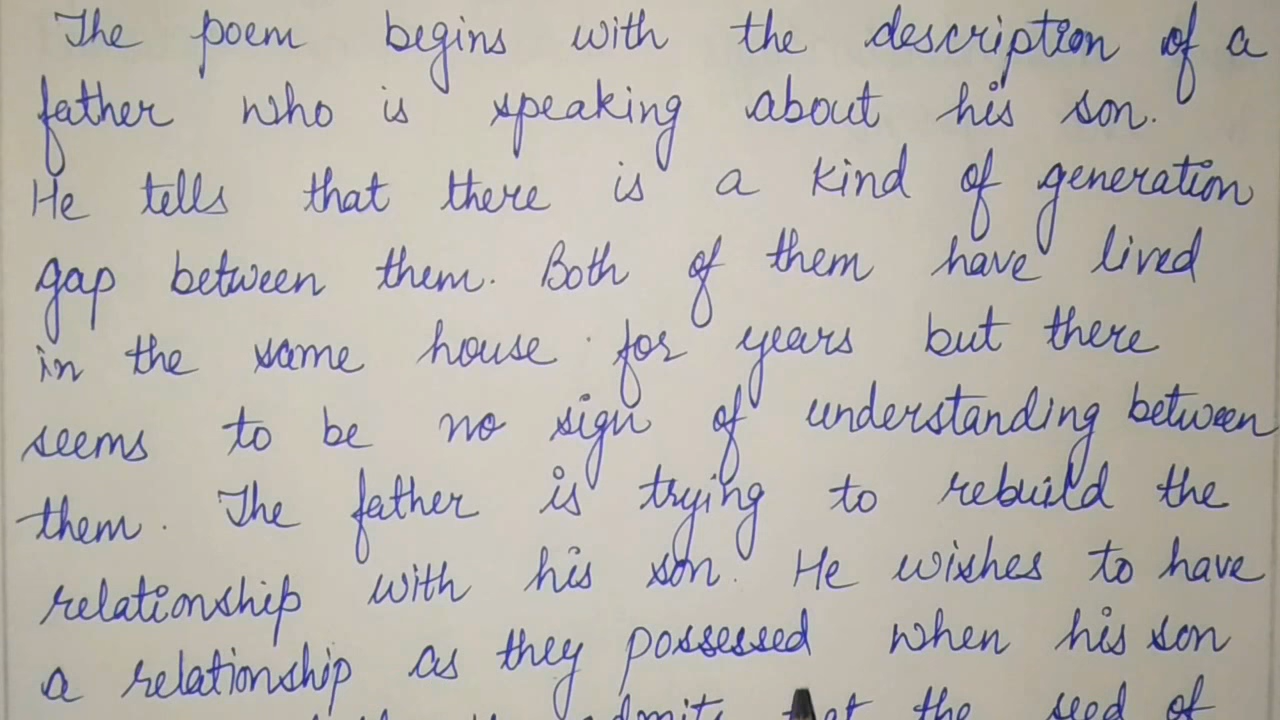 The poem begins with the description of a
father who is speaking about his son.
He tells that there is a kind of generation
gap between them. Both of them have lived
in the same house for years but there
seems to be no sign of understanding between
them. The father is trying to rebuild the
relationship with his son. He wishes to have
a relationship as they possessed when his son
the seed of